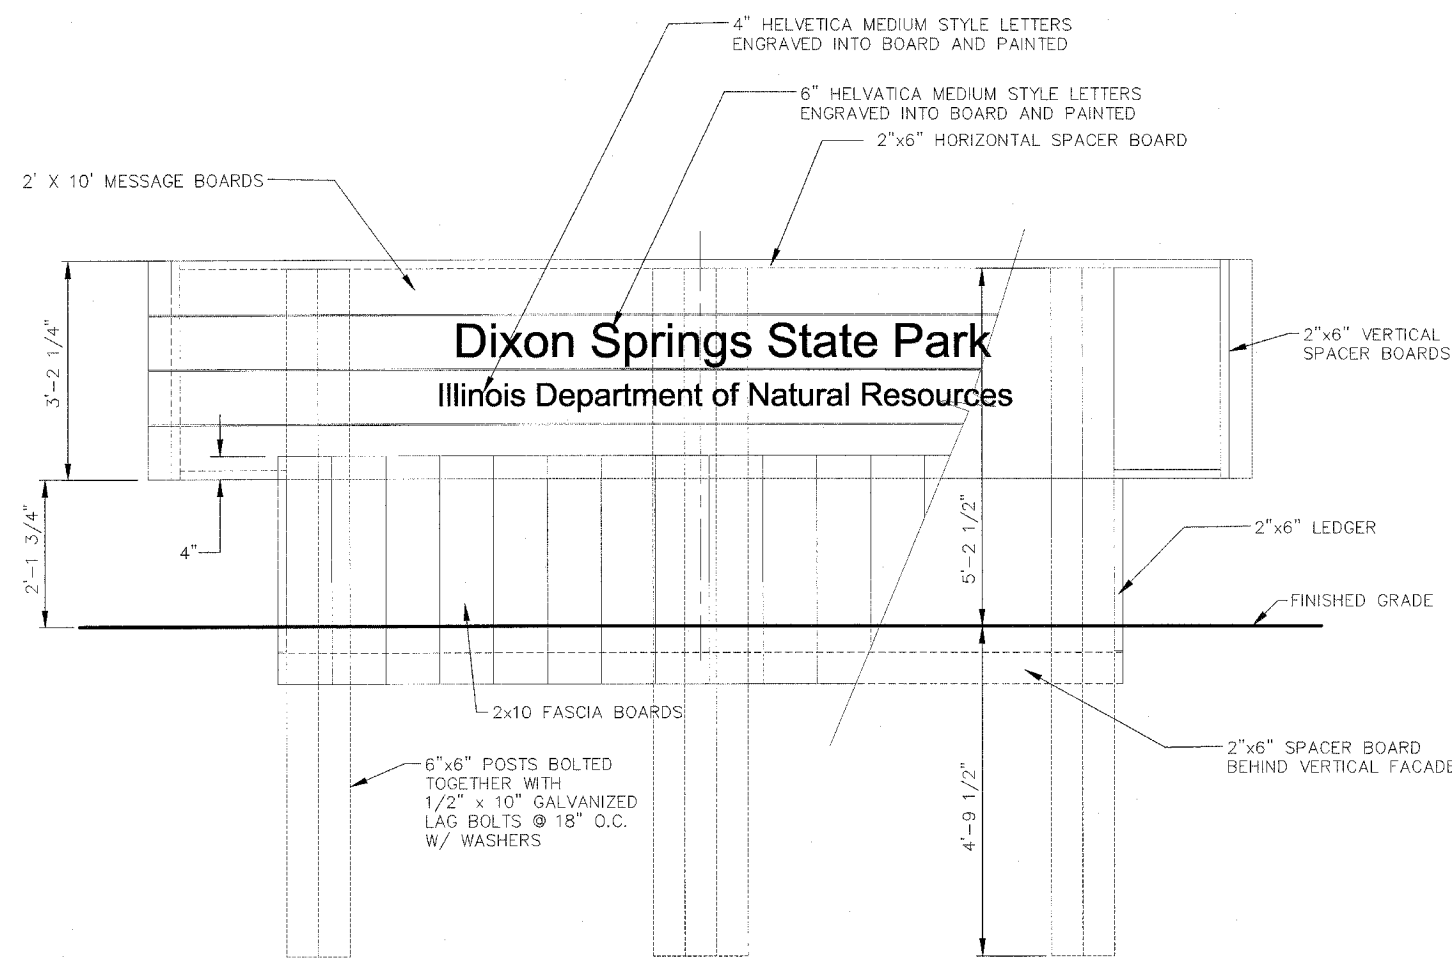 4" HELVETICA MEDIUM STYLE LETTERS
ENGRAVED INTO BOARD AND PAINTED
6" HELVATICA MEDIUM STYLE LETTERS
ENGRAVED INTO BOARD AND PAINTED
2"x6" HORIZONTAL SPACER BOARD
2' X 10' MESSAGE BOARDS
3'-2 1/4"
Dixon Springs State Park
Illinois Department of Natural Resources
2"x6" VERTICAL
SPACER BOARDS
2'-1 3/4"
4"
5'-2 1/2"
2"x6" LEDGER
FINISHED GRADE
2x10 FASCIA BOARDS
6"x6" POSTS BOLTED
TOGETHER WITH
1/2" x 10" GALVANIZED
LAG BOLTS @ 18" O.C.
W/ WASHERS
4'-9 1/2"
2"x6" SPACER BOARD
BEHIND VERTICAL FACADE